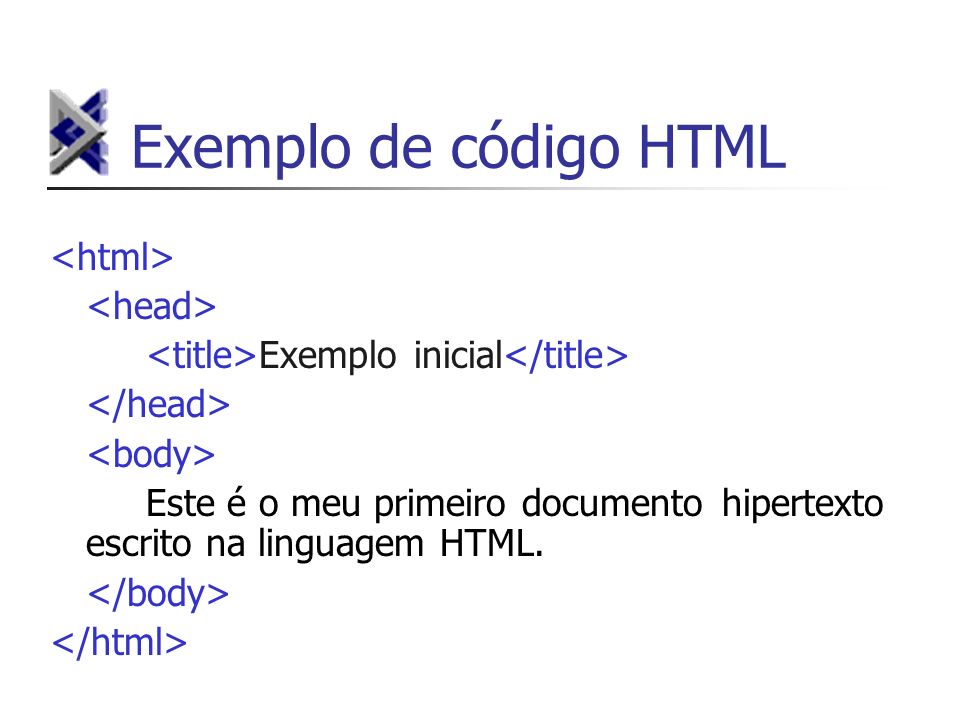 Exemplo de código HTML
<html>
<head>
<title>Exemplo inicial</title>
</head>
<body>
Este é o meu primeiro documento hipertexto
escrito na linguagem HTML.
</body>
</html>